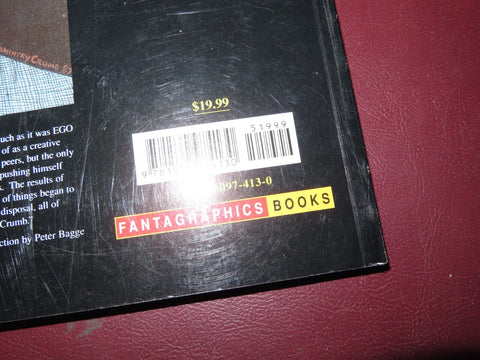 uch as it was EGO
of as a creative
peers, but the only
pushing himself
s. The results of
of things began to
disposal, all of
Crumb.
ction by Peter Bagge
$19.99
51999
097-413-0
FANTAGRAPHICS BOOKS